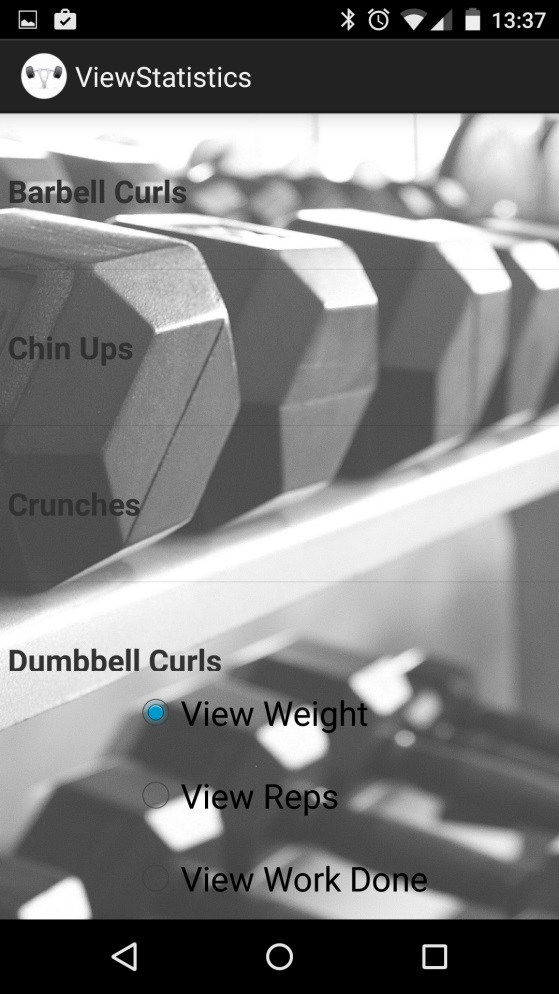 13:37
ViewStatistics
Barbell Curls
Chin Ups
Crunches
Dumbbell Curls
View Weight
View Reps
View Work Done